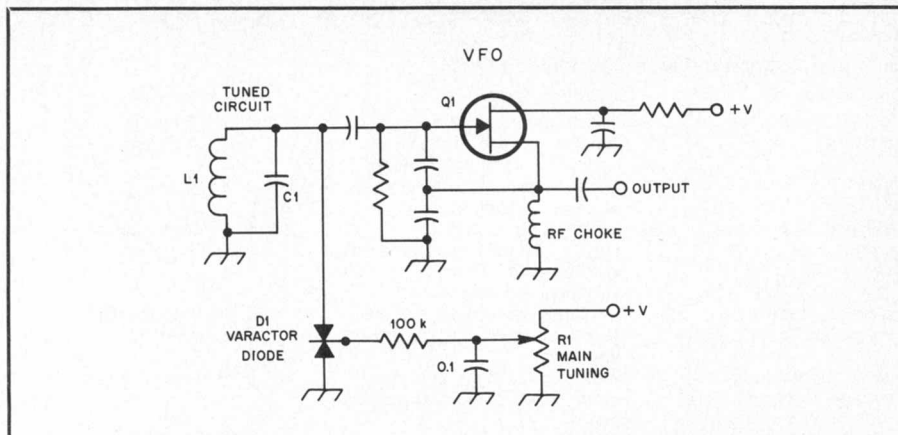 VFO
TUNED
CIRCUIT
Q1
+V
L1
C1
OUTPUT
RF CHOKE
+V
D1
VARACTOR
DIODE
100 k
0.1
R1
MAIN
TUNING